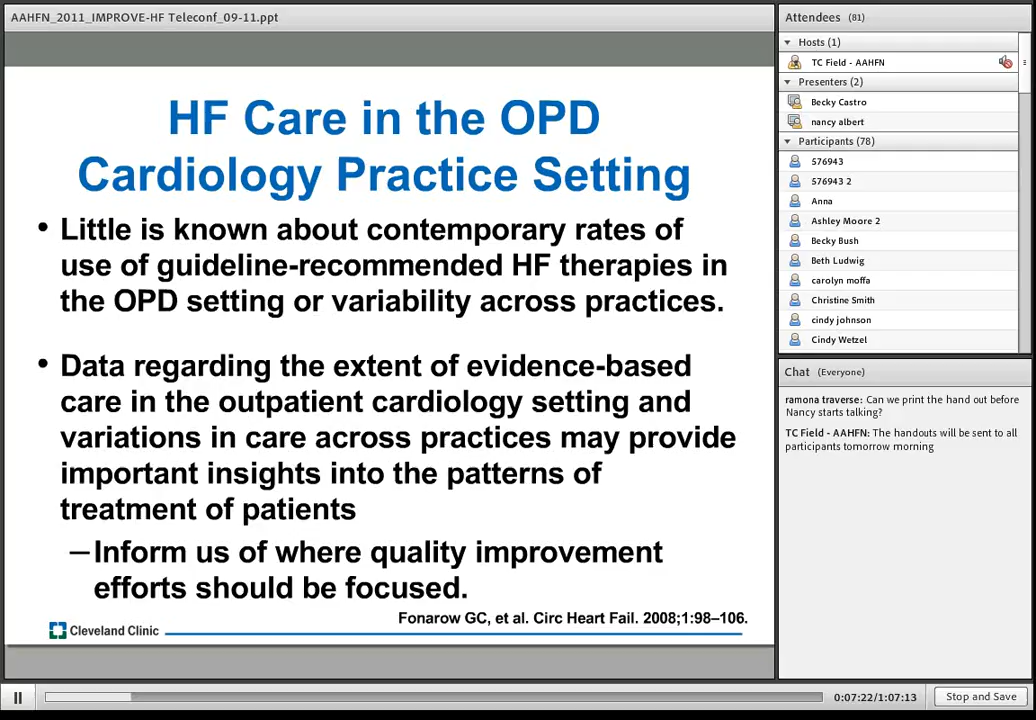 AAHFN_2011_IMPROVE-HF Teleconf_09-11.ppt
HF Care in the OPD
Cardiology Practice Setting
• Little is known about contemporary rates of
use of guideline-recommended HF therapies in
the OPD setting or variability across practices.
• Data regarding the extent of evidence-based
care in the outpatient cardiology setting and
variations in care across practices may provide
important insights into the patterns of
treatment of patients
–Inform us of where quality improvement
efforts should be focused.
Fonarow GC, et al. Circ Heart Fail. 2008;1:98–106.
Cleveland Clinic
Attendees (81)
Hosts (1)
TC Field - AAHFN
Presenters (2)
Becky Castro
nancy albert
Participants (78)
576943
576943 2
Anna
Ashley Moore 2
Becky Bush
Beth Ludwig
carolyn moffa
Christine Smith
cindy johnson
Cindy Wetzel
Chat (Everyone)
ramona traverse: Can we print the hand out before
Nancy starts talking?
TC Field - AAHFN: The handouts will be sent to all
participants tomorrow morning
0:07:22/1:07:13
Stop and Save